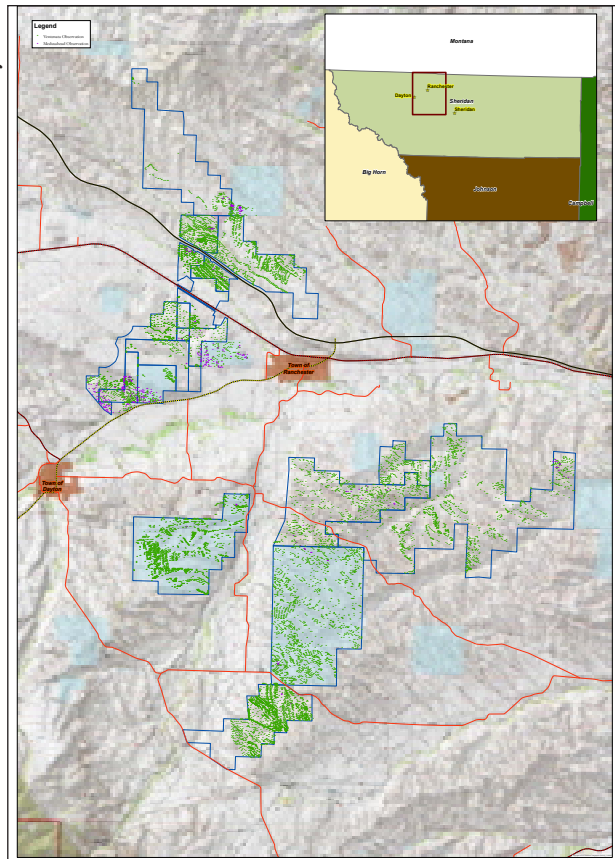 Legend
Ventenata Observation
Medusahead Observation
Montana
Ranchester
Dayton
Sheridan
Sheridan
Big Horn
Johnson
Campbell
Town of
Ranchester
Town of
Dayton